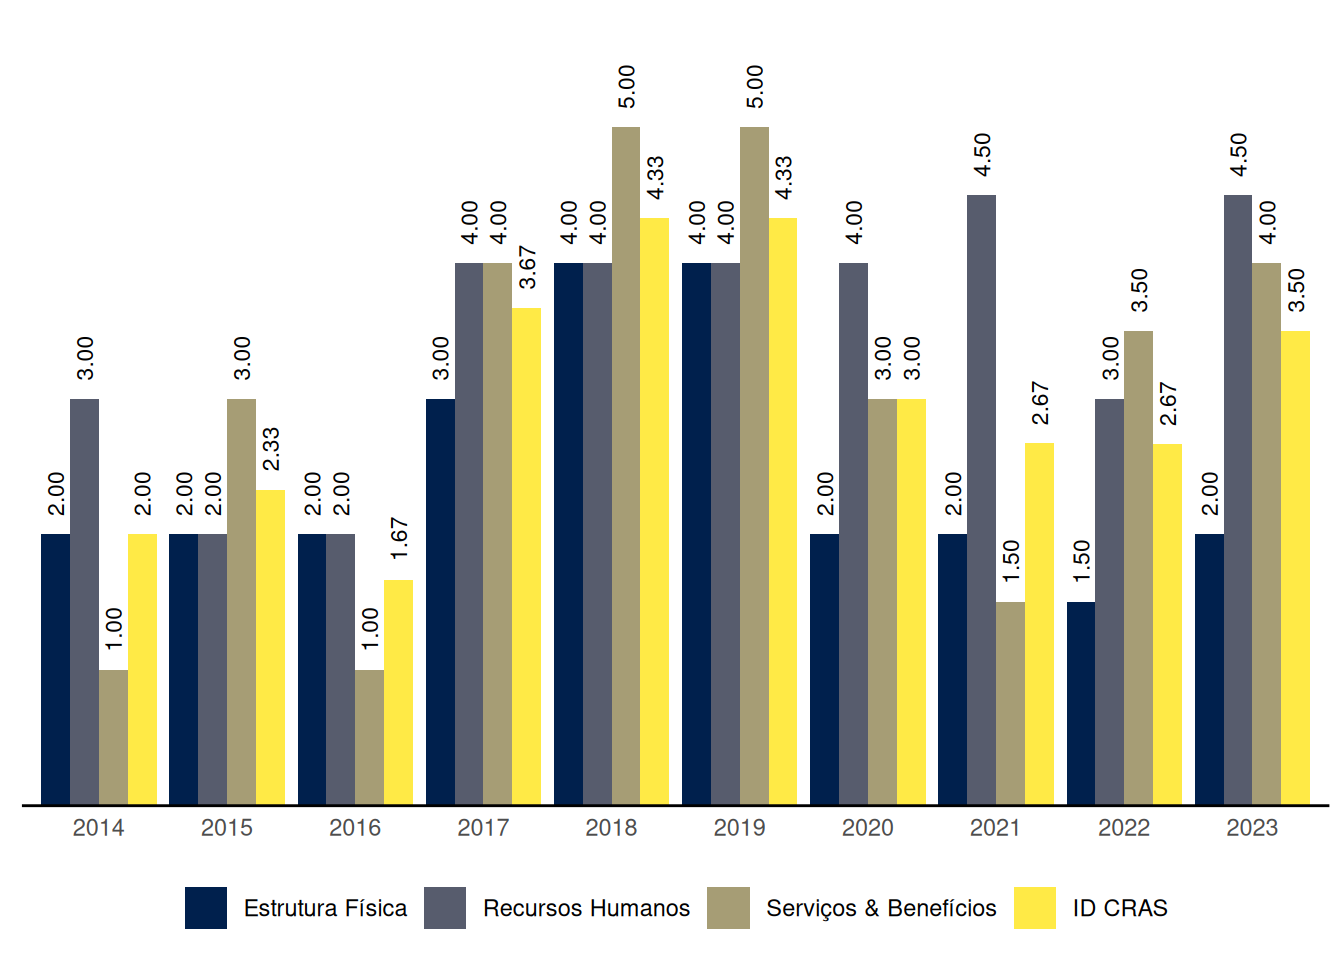 2.00 3.00 1.00 2.00
2.00 2.00 3.00 2.33
2.00 2.00 1.00 1.67
3.00 4.00 4.00 3.67
4.00 4.00 5.00 4.33
4.00 4.00 5.00 4.33
2.00 4.00 3.00 3.00
2.00 4.50 1.50 2.67
1.50 3.00 3.50 2.67
2.00 4.50 4.00 3.50
2014 2015 2016 2017 2018 2019 2020 2021 2022 2023
Estrutura Física Recursos Humanos Serviços & Benefícios ID CRAS